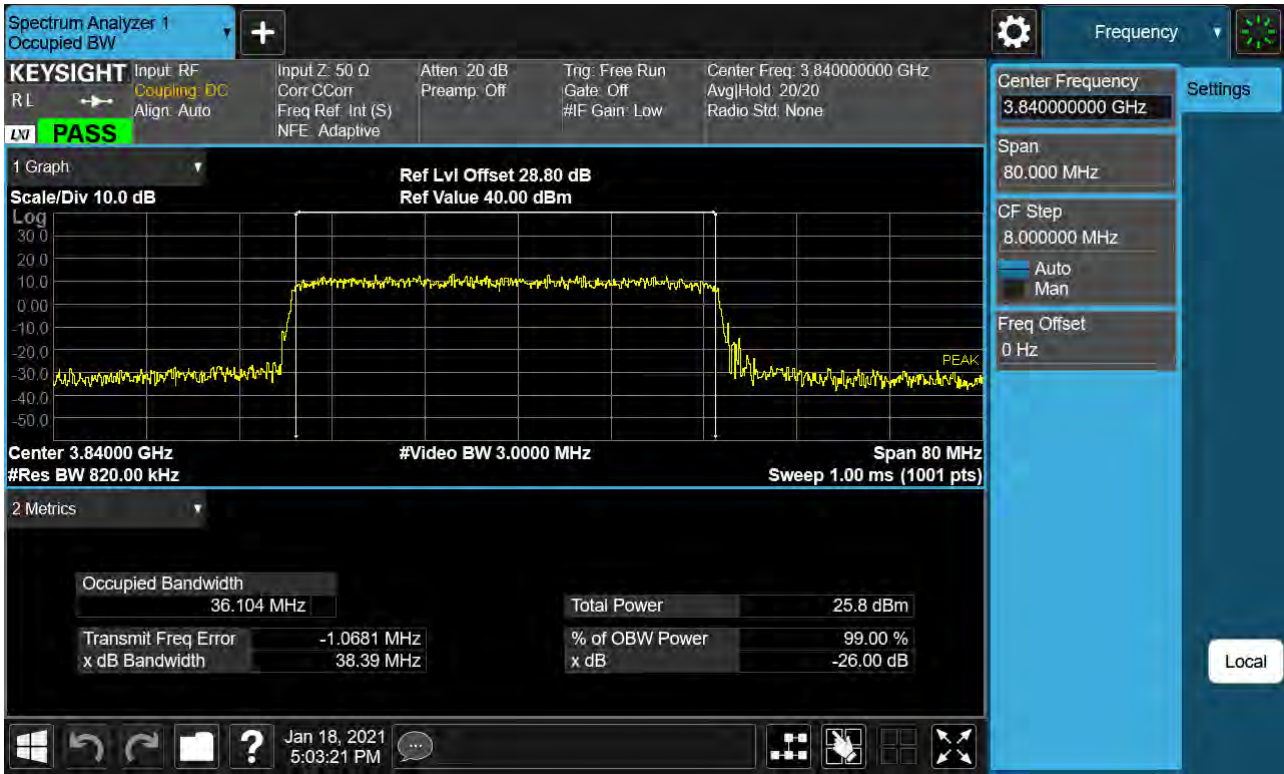 Spectrum Analyzer 1
Occupied BW
+
Frequency
KEYSIGHT
RL
LXI
PASS
Input: RF
Coupling: DC
Align: Auto
Input Z: 50 Ω
Corr CCorr
Freq Ref: Int (S)
NFE: Adaptive
Atten: 20 dB
Preamp: Off
Trig: Free Run
Gate: Off
#IF Gain: Low
Center Freq: 3.840000000 GHz
Avg|Hold: 20/20
Radio Std: None
Center Frequency
3.840000000 GHz
Settings
Span
80.000 MHz
CF Step
8.000000 MHz
Auto
Man
Freq Offset
0 Hz
Local
1 Graph
Scale/Div 10.0 dB
Ref Lvl Offset 28.80 dB
Ref Value 40.00 dBm
Log
30.0
20.0
10.0
0.00
-10.0
-20.0
-30.0
-40.0
-50.0
PEAK
Center 3.84000 GHz
#Video BW 3.0000 MHz
Span 80 MHz
#Res BW 820.00 kHz
Sweep 1.00 ms (1001 pts)
2 Metrics
Occupied Bandwidth
36.104 MHz
Total Power 25.8 dBm
Transmit Freq Error -1.0681 MHz
% of OBW Power 99.00 %
x dB Bandwidth 38.39 MHz
x dB -26.00 dB
?
Jan 18, 2021
5:03:21 PM